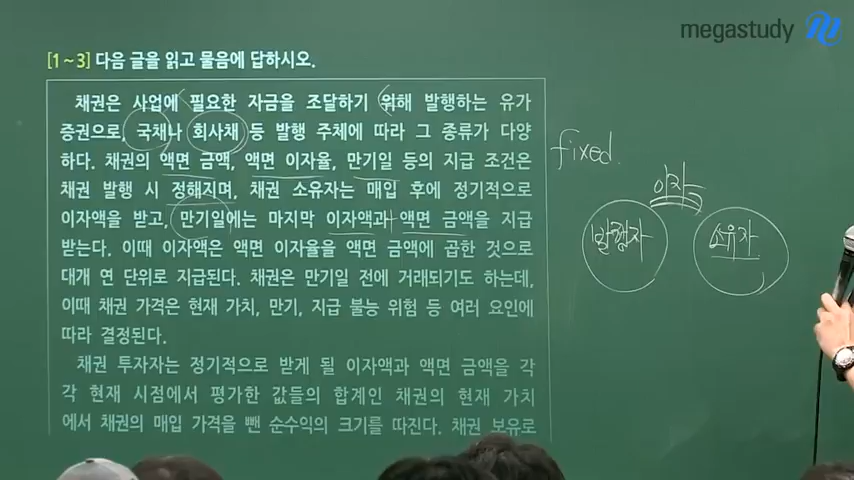 megastudy
[1~3] 다음 글을 읽고 물음에 답하시오.
채권은 사업에 필요한 자금을 조달하기 위해 발행하는 유가
증권으로, 국채나 회사채 등 발행 주체에 따라 그 종류가 다양
하다. 채권의 액면 금액, 액면 이자율, 만기일 등의 지급 조건은
채권 발행 시 정해지며, 채권 소유자는 매입 후에 정기적으로
이자액을 받고, 만기일에는 마지막 이자액과 액면 금액을 지급
받는다. 이때 이자액은 액면 이자율을 액면 금액에 곱한 것으로
대개 연 단위로 지급된다. 채권은 만기일 전에 거래되기도 하는데,
이때 채권 가격은 현재 가치, 만기, 지급 불능 위험 등 여러 요인에
따라 결정된다.
채권 투자자는 정기적으로 받게 될 이자액과 액면 금액을 각
각 현재 시점에서 평가한 값들의 합계인 채권의 현재 가치
에서 채권의 매입 가격을 뺀 순수익의 크기를 따진다. 채권 보유로
fixed.
이자
발행자
소유자